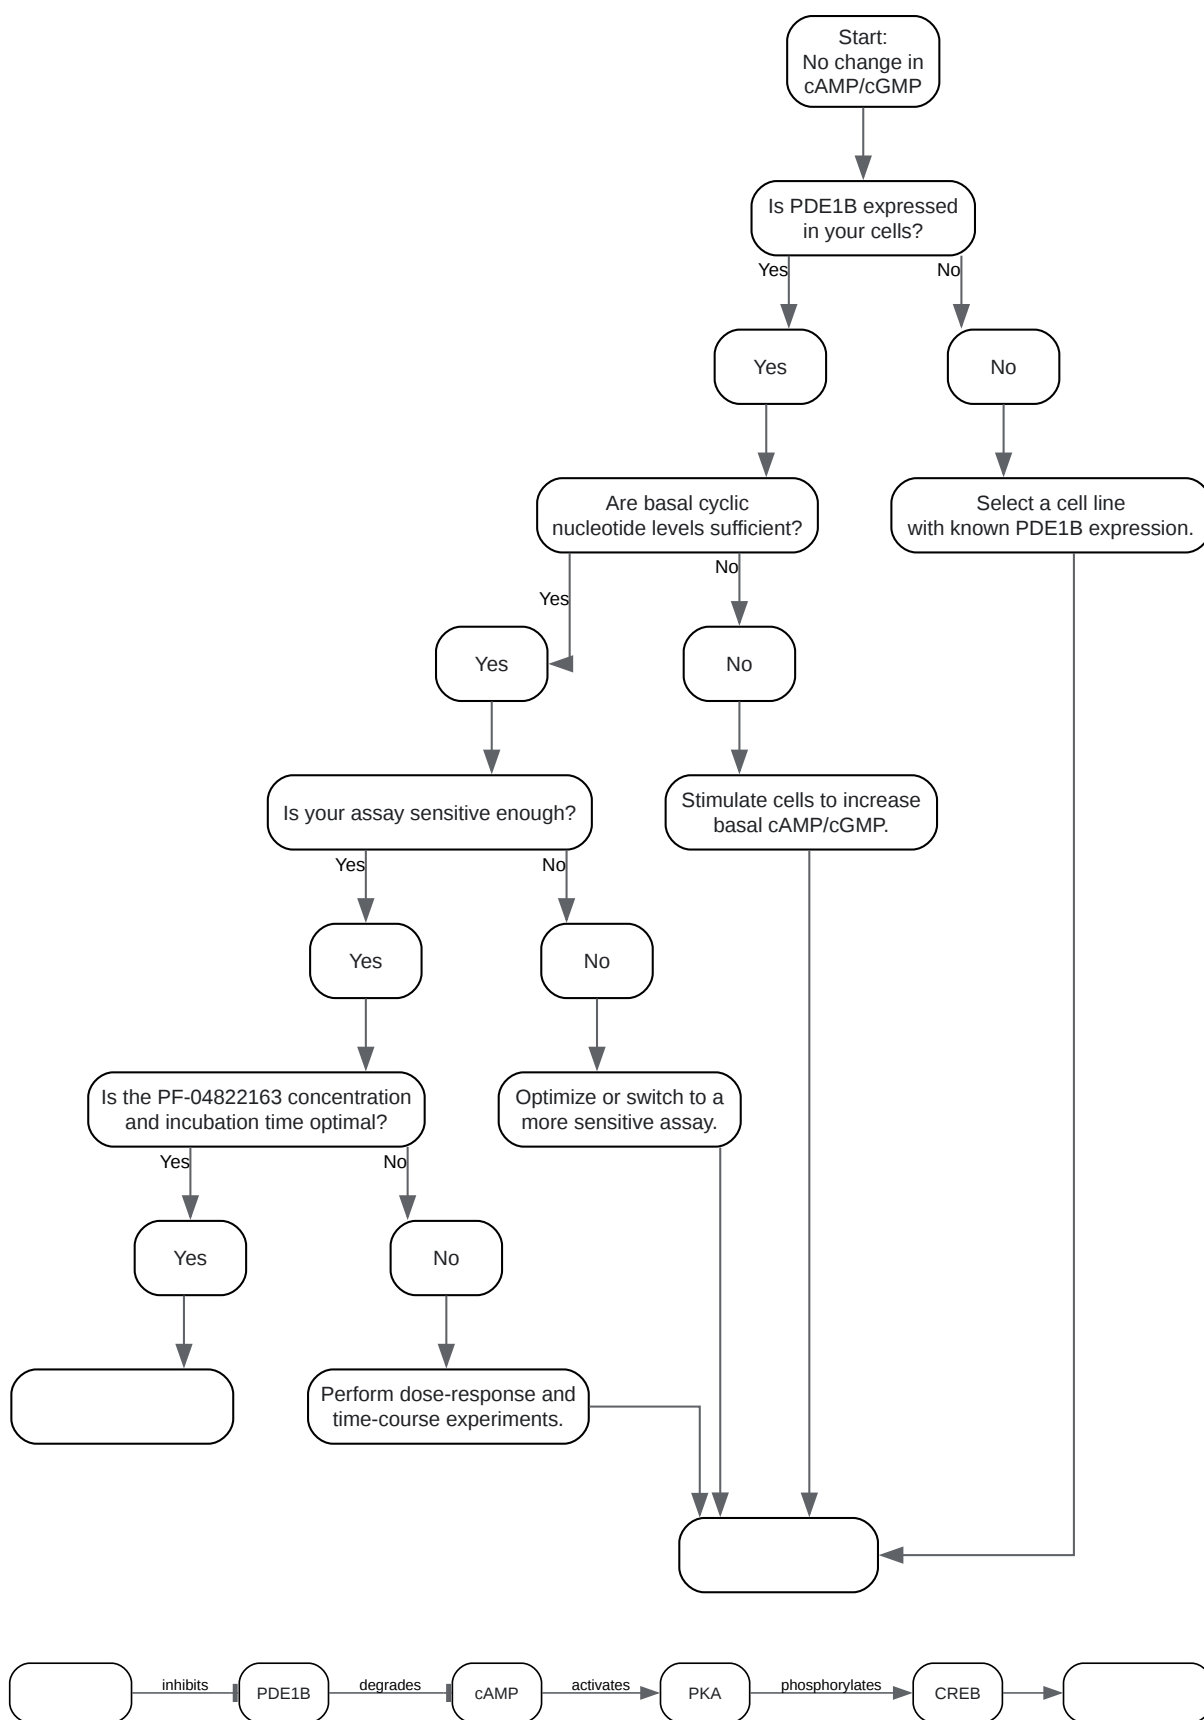 Start:
No change in
cAMP/cGMP
Is PDE1B expressed
in your cells?
Yes
No
Yes
No
Are basal cyclic
nucleotide levels sufficient?
Select a cell line
with known PDE1B expression.
No
Yes
Yes
No
Is your assay sensitive enough?
Stimulate cells to increase
basal cAMP/cGMP.
Yes
No
Yes
No
Is the PF-04822163 concentration
and incubation time optimal?
Optimize or switch to a
more sensitive assay.
Yes
No
Yes
No
Perform dose-response and
time-course experiments.
inhibits
PDE1B
degrades
cAMP
activates
PKA
phosphorylates
CREB